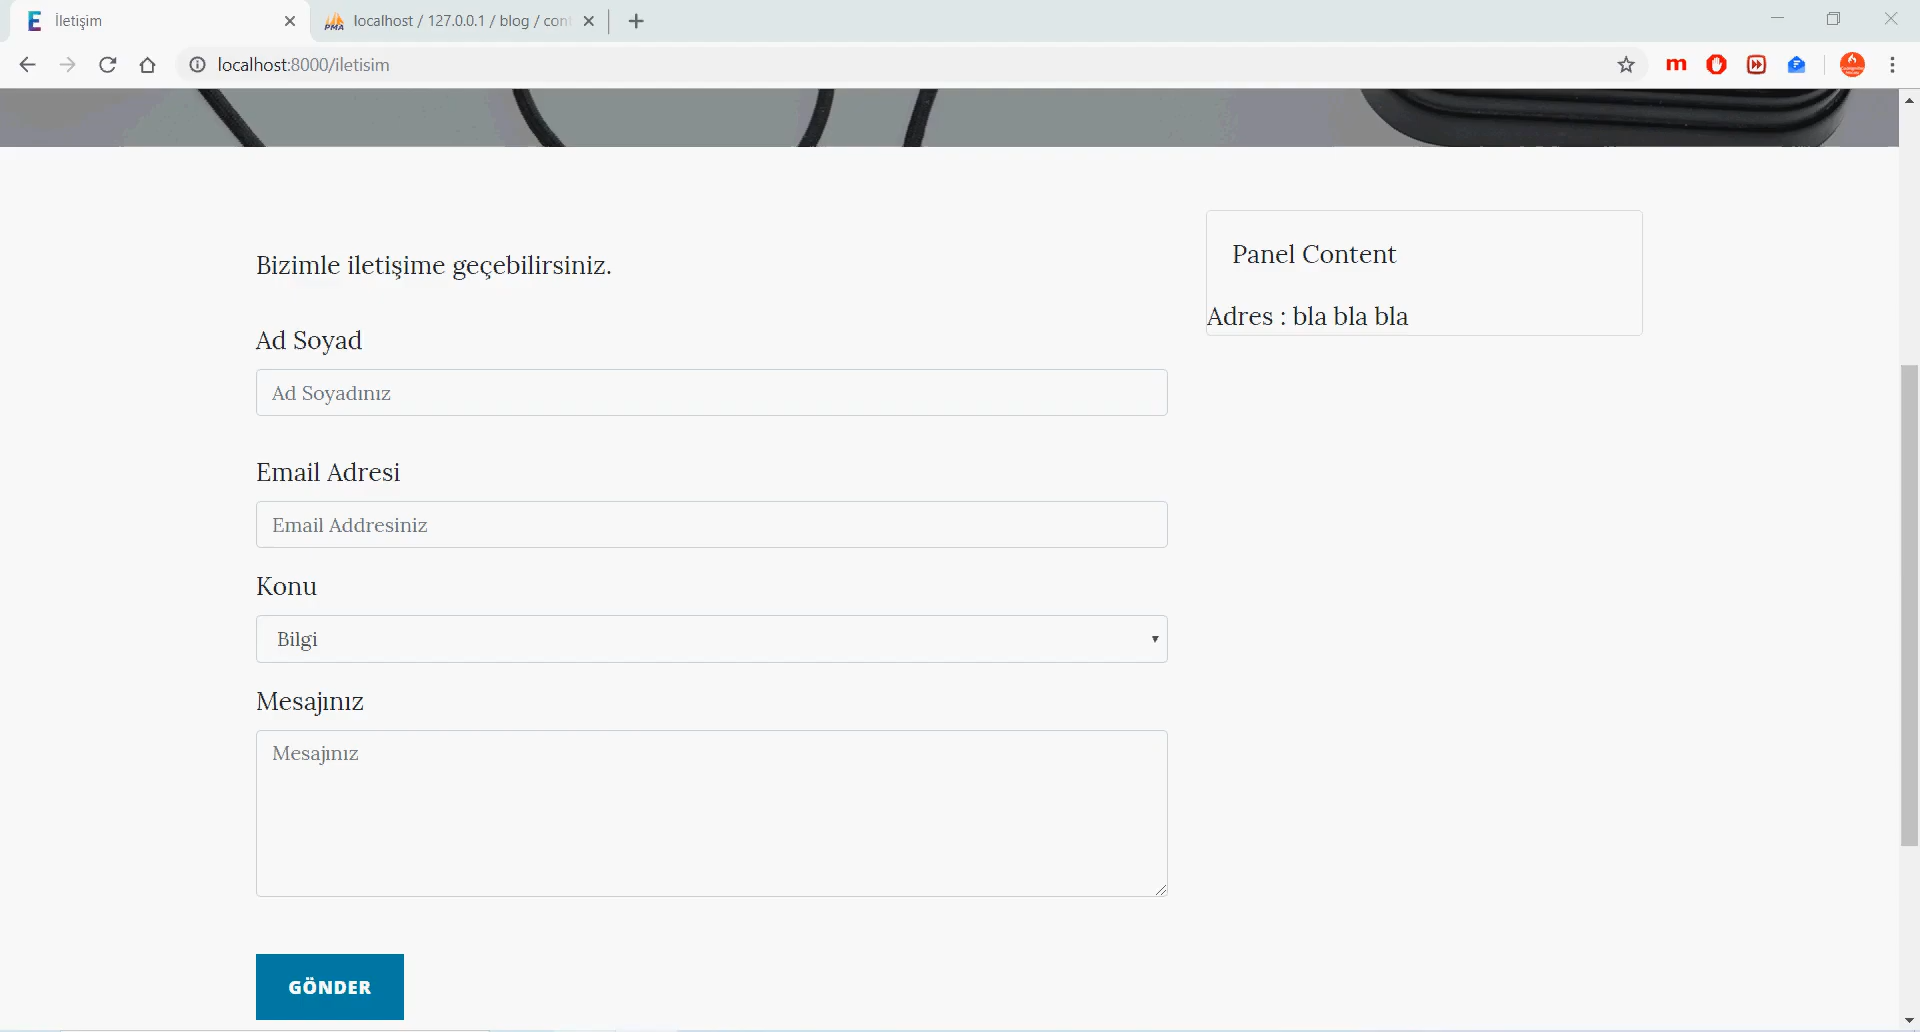 İletişim
PMA
localhost / 127.0.0.1 / blog / cont
localhost:8000/iletisim
Bizimle iletişime geçebilirsiniz.
Panel Content
Adres : bla bla bla
Ad Soyad
Ad Soyadınız
Email Adresi
Email Addresiniz
Konu
Bilgi
Mesajınız
Mesajınız
GÖNDER